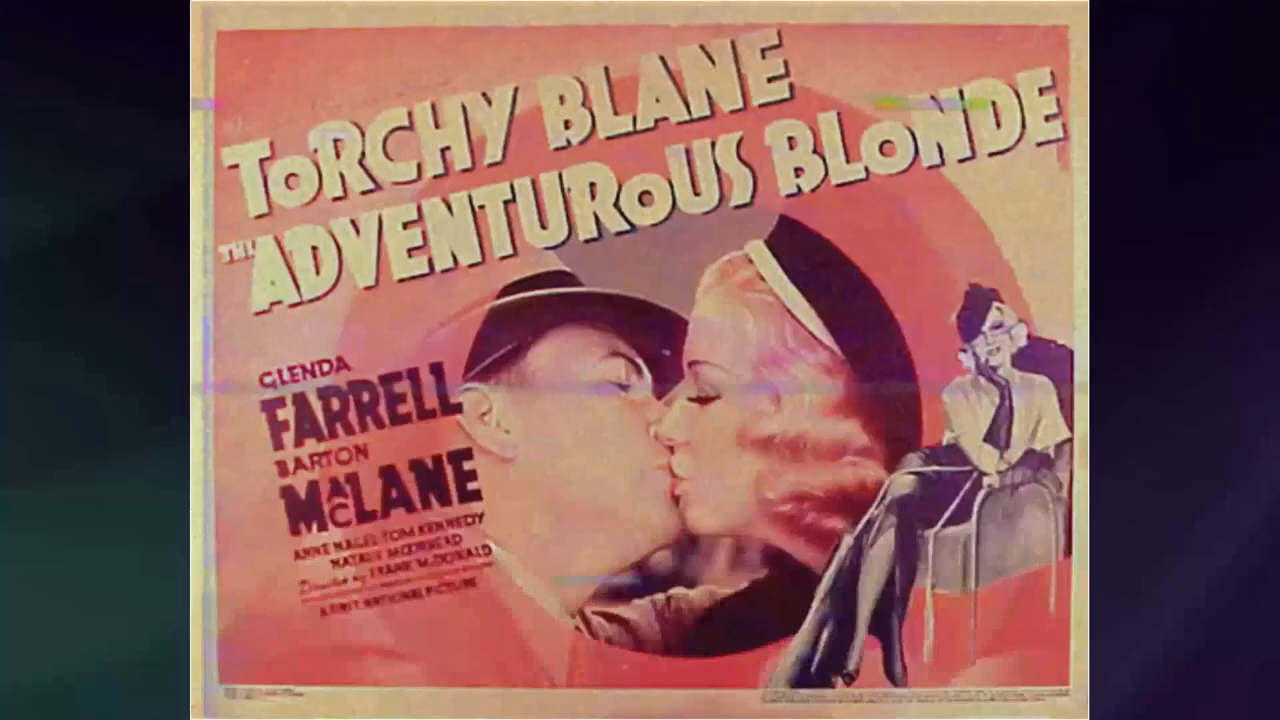 TORCHY BLANE
THE ADVENTUROUS BLONDE
GLENDA
FARRELL
BARTON
MACLANE
ANNE NAGEL TOM KENNEDY
NATALIE MOORHEAD
Directed by FRANK McDONALD
A FIRST NATIONAL PICTURE